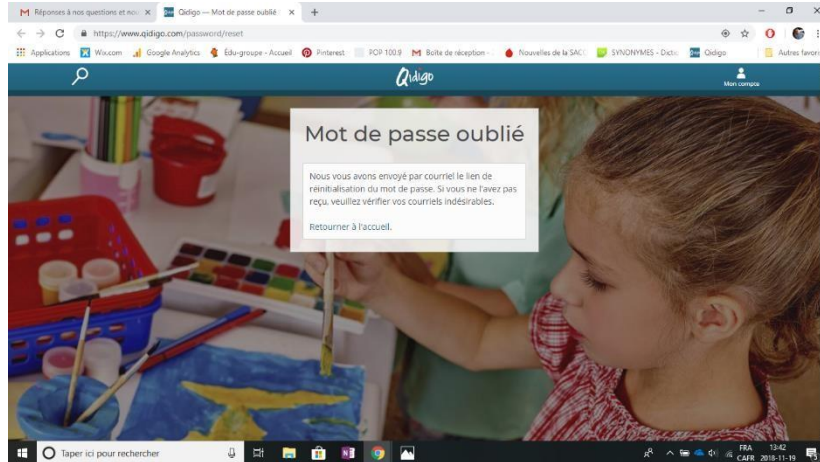 Réponses à nos questions et nou
Qidigo — Mot de passe oublié
https://www.qidigo.com/password/reset
Applications
Wix.com
Google Analytics
Édu-groupe - Accueil
Pinterest
POP 100.9
Boîte de réception -
Nouvelles de la SACC
SYNONYMES - Dictic
Qidigo
Autres favoris
Qidigo
Mon compte
Mot de passe oublié
Nous vous avons envoyé par courriel le lien de
réinitialisation du mot de passe. Si vous ne l'avez pas
reçu, veuillez vérifier vos courriels indésirables.
Retourner à l'accueil.
Taper ici pour rechercher
FRA
13:42
CAFR
2018-11-19